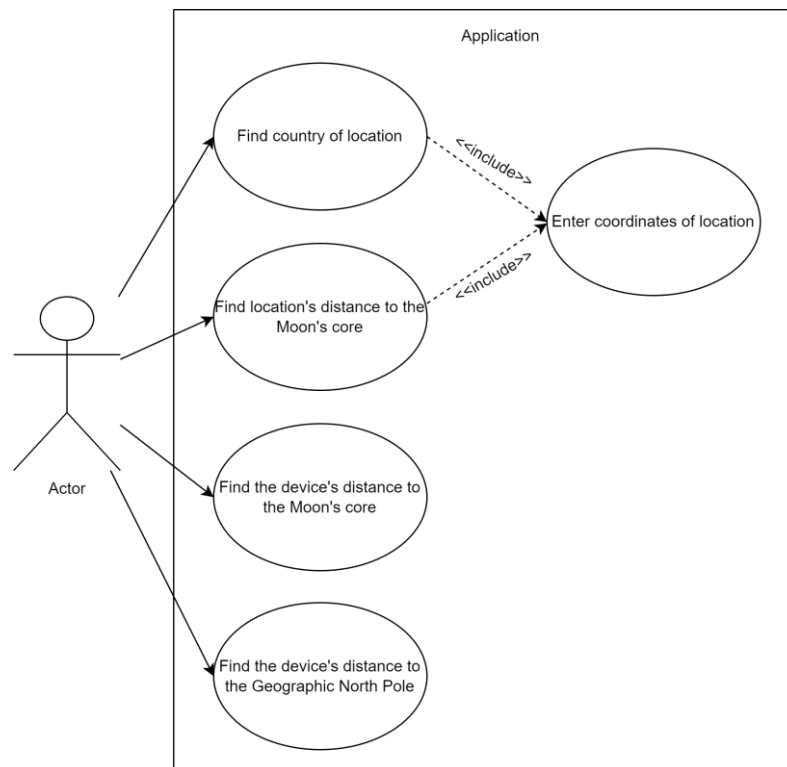 Application
Find country of location
<<include>>
Enter coordinates of location
<<include>>
Find location's distance to the
Moon's core
Find the device's distance to
the Moon's core
Actor
Find the device's distance to
the Geographic North Pole